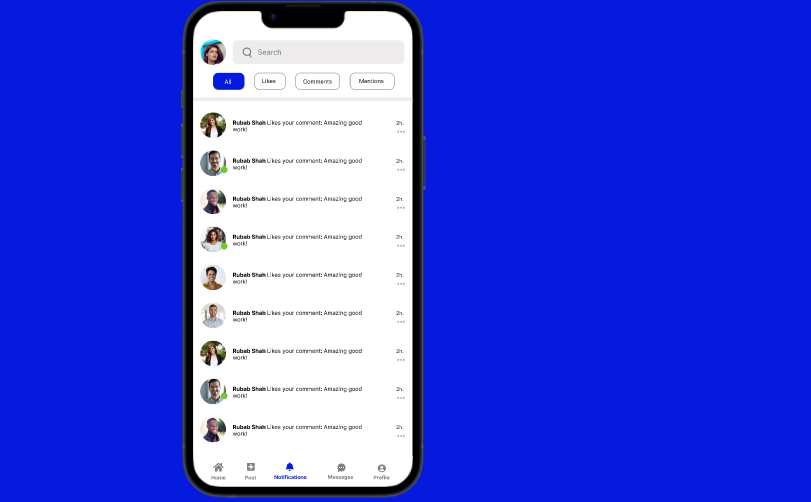 Search
All Likes Comments Mentions
Rubab Shah Likes your comment: Amazing good 2h.
work!
Rubab Shah Likes your comment: Amazing good 2h.
work!
Rubab Shah Likes your comment: Amazing good 2h.
work!
Rubab Shah Likes your comment: Amazing good 2h.
work!
Rubab Shah Likes your comment: Amazing good 2h.
work!
Rubab Shah Likes your comment: Amazing good 2h.
work!
Rubab Shah Likes your comment: Amazing good 2h.
work!
Rubab Shah Likes your comment: Amazing good 2h.
work!
Rubab Shah Likes your comment: Amazing good 2h.
work!
Home Post Notifications Messages Profile